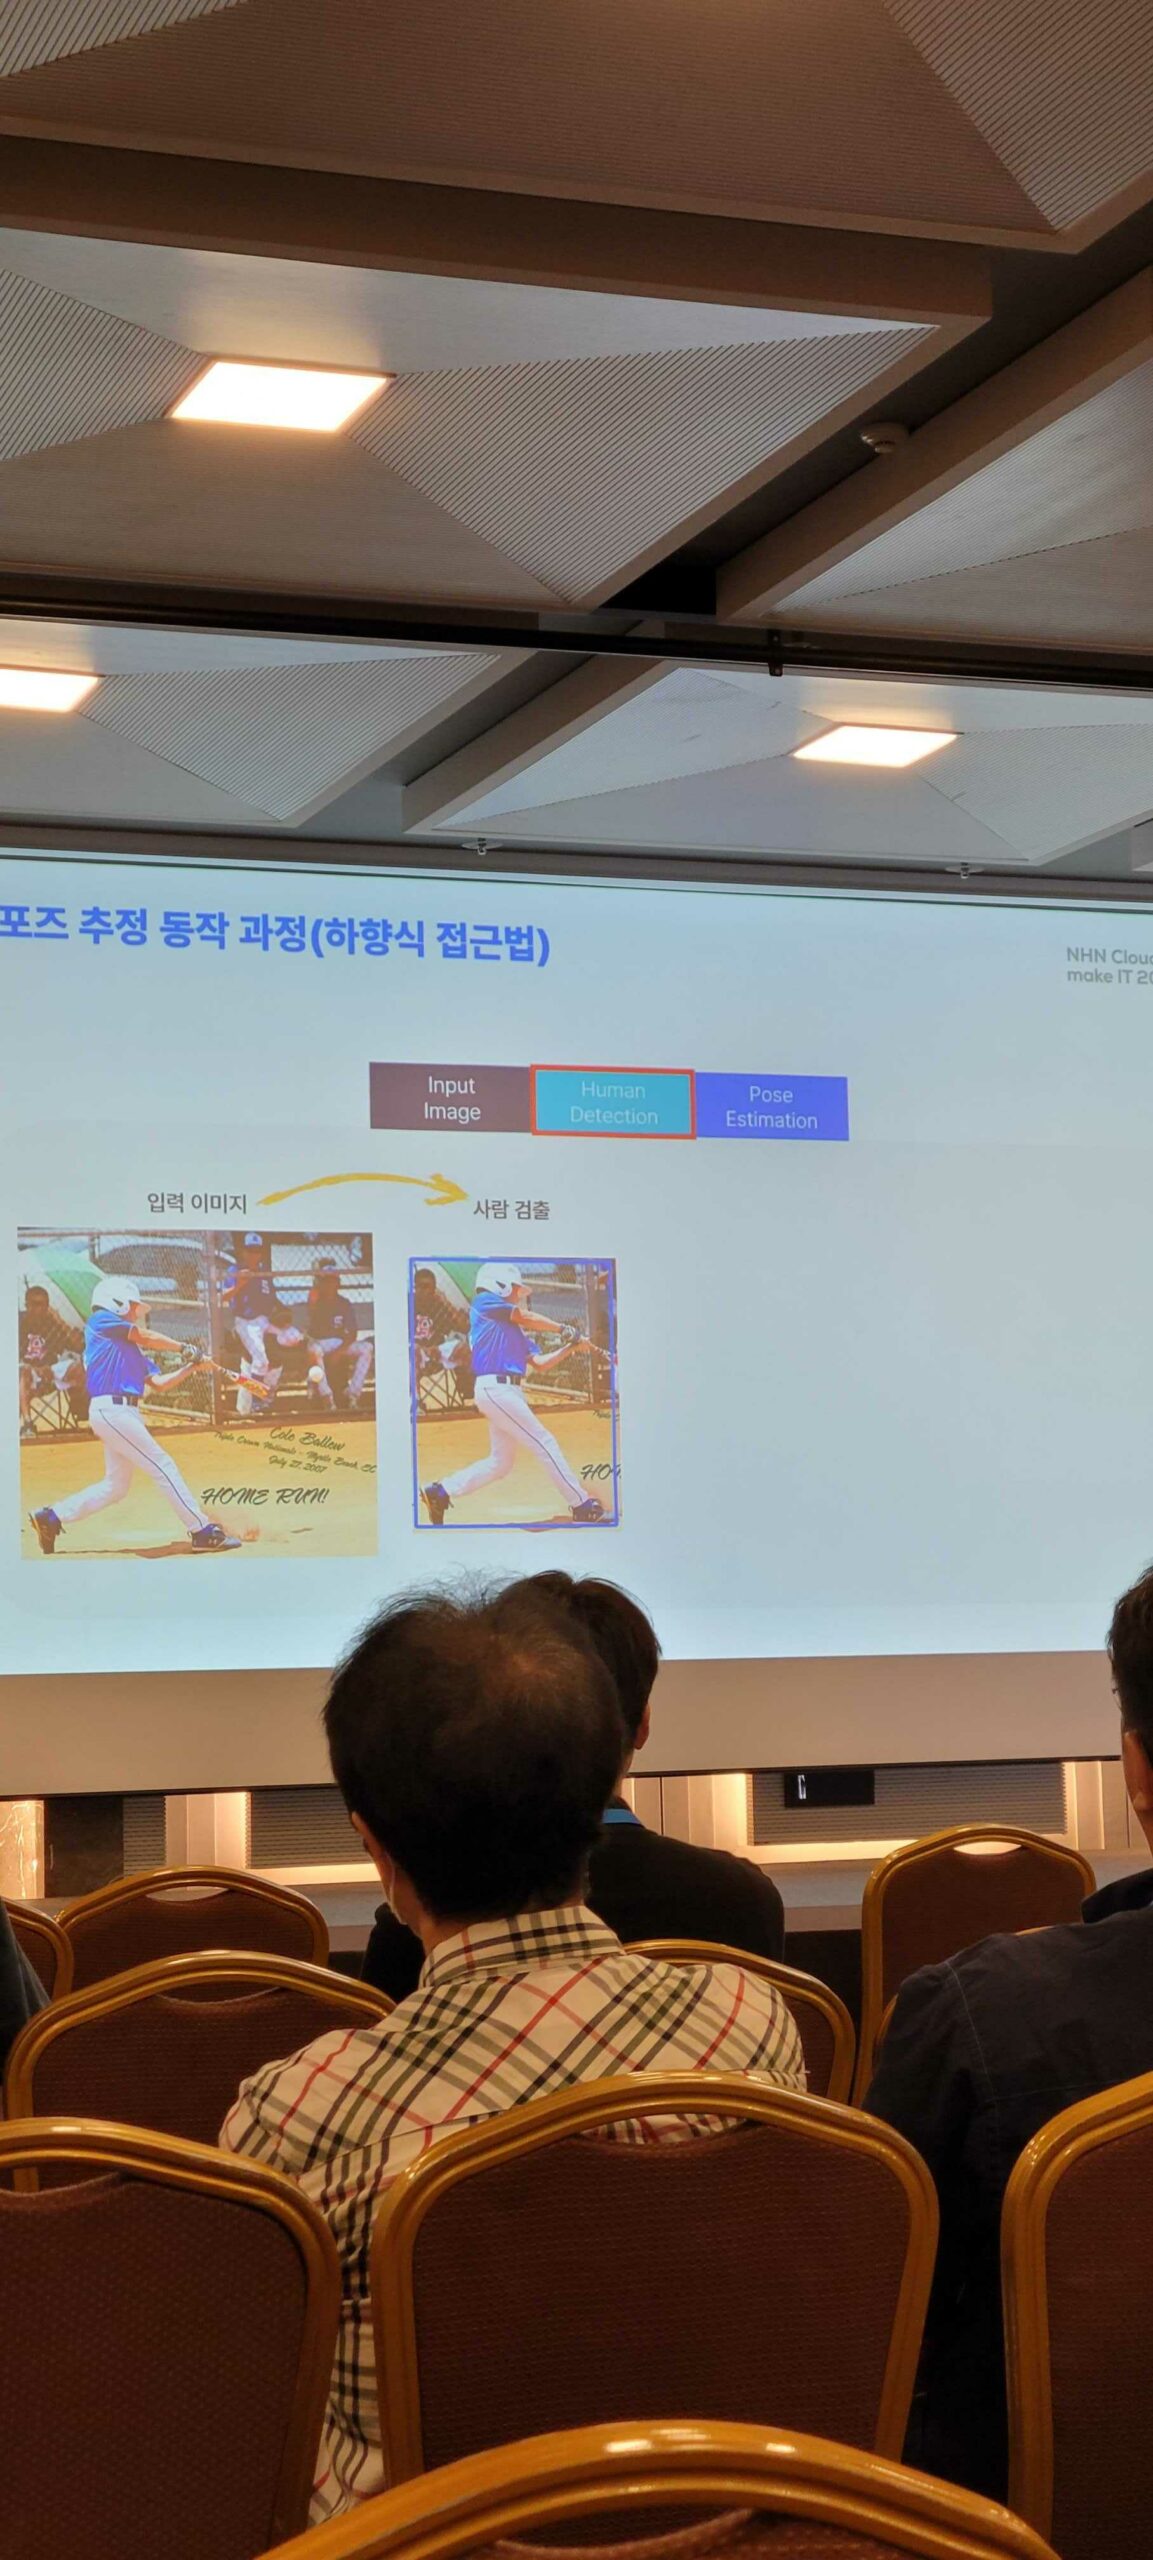 포즈 추정 동작 과정(하향식 접근법)
NHN Clou
make IT 20
Input
Image
Human
Detection
Pose
Estimation
입력 이미지
사람 검출
Cole Ballew
Triple Crown Nationals - Myrtle Beach, SC
July 27, 2007
HOME RUN!
HO